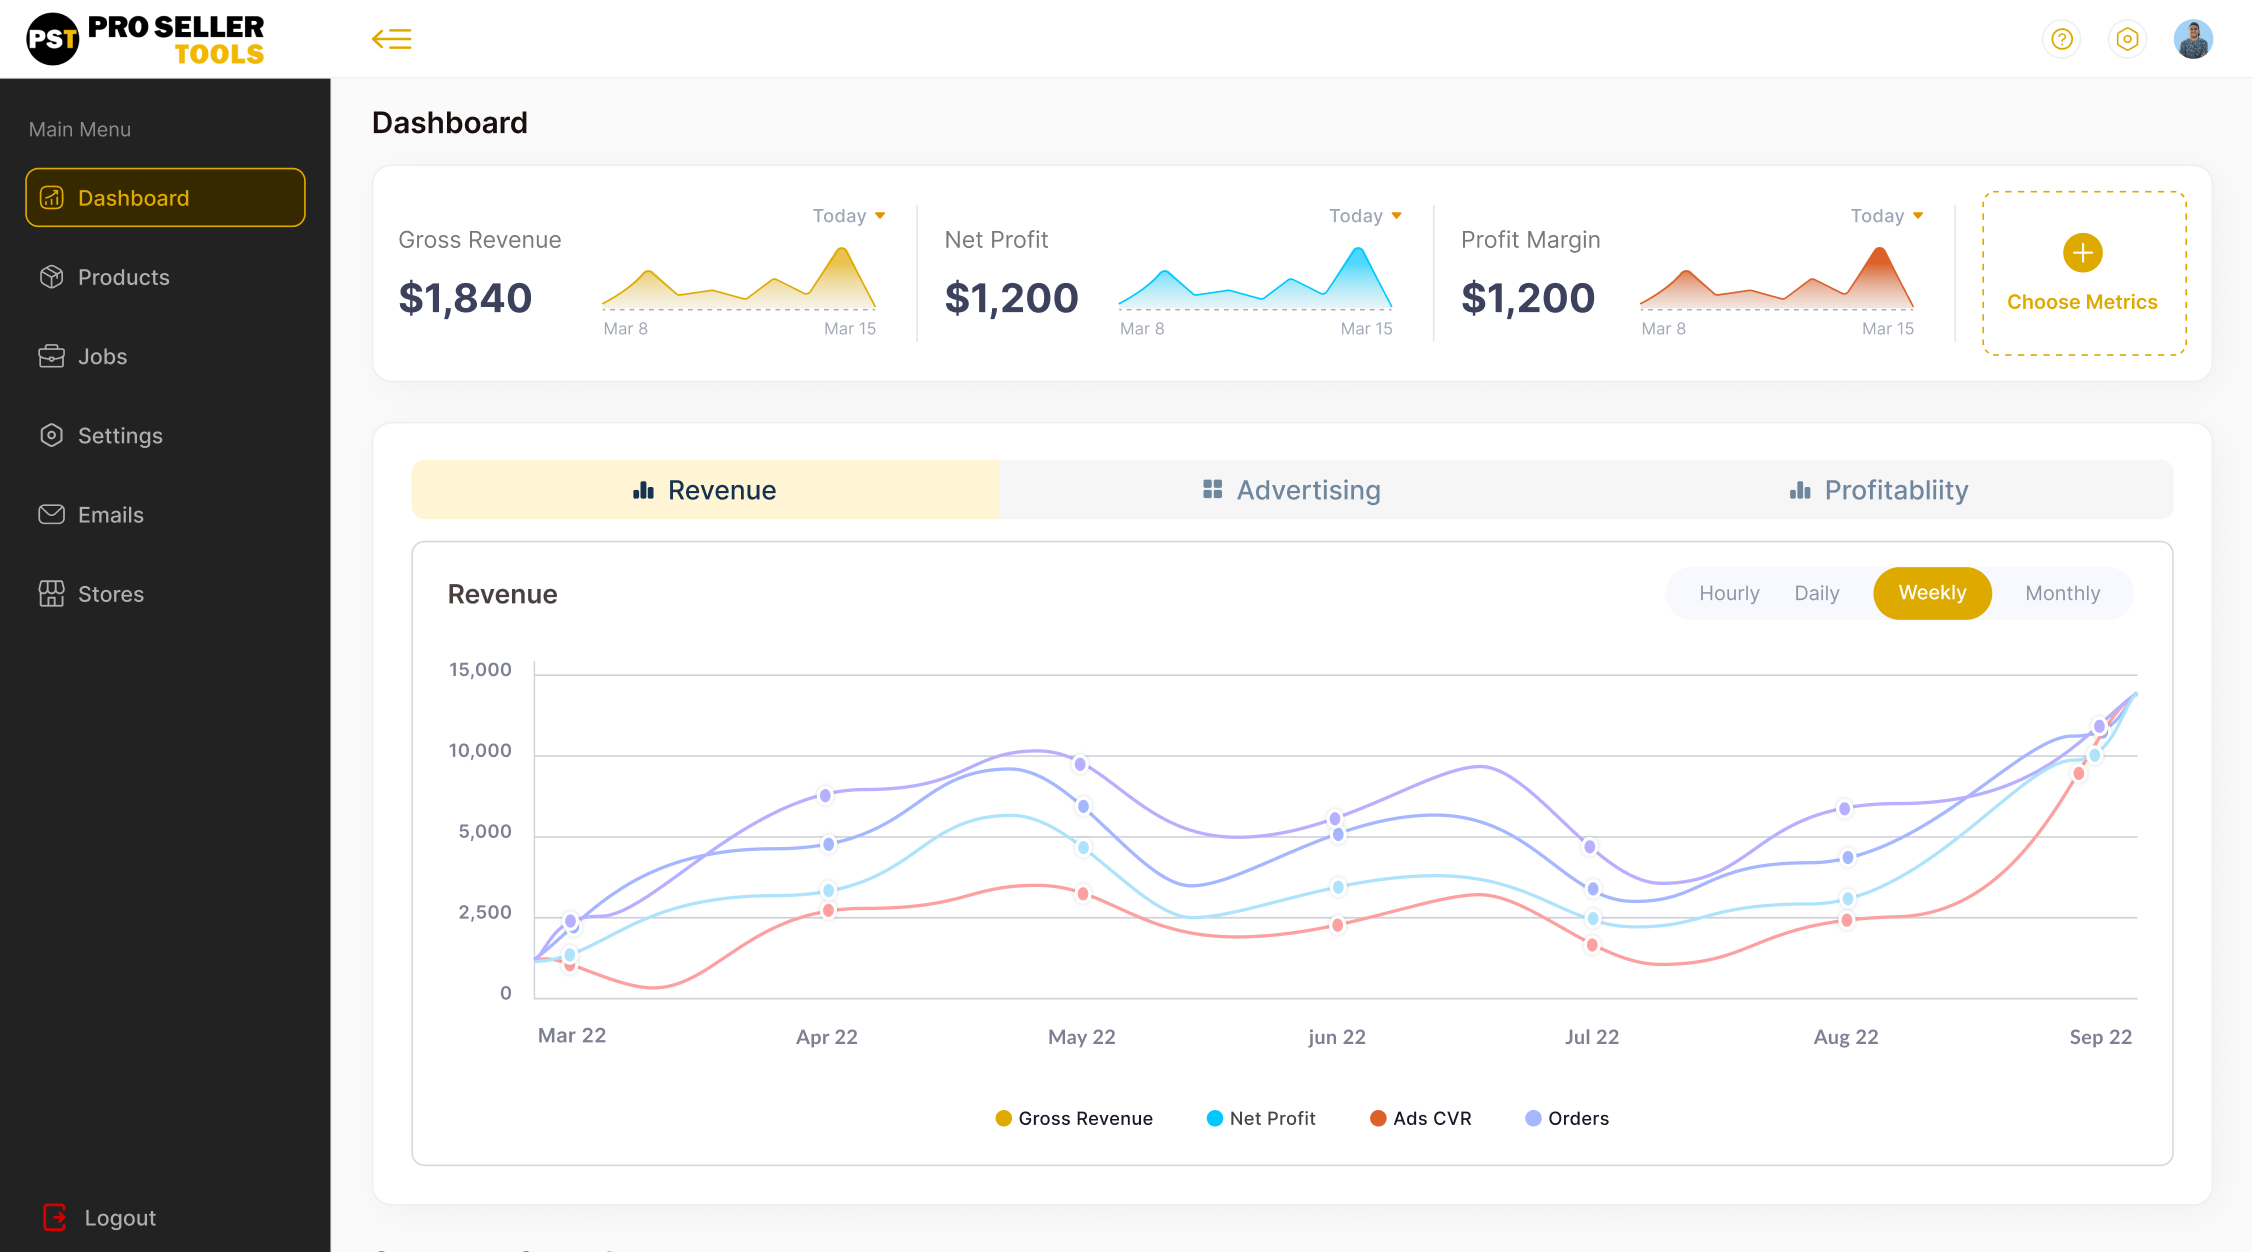 PST PRO SELLER
TOOLS
Main Menu
Dashboard
Products
Jobs
Settings
Emails
Stores
Logout
Dashboard
Gross Revenue
$1,840
Today
Mar 8 Mar 15
Net Profit
$1,200
Today
Mar 8 Mar 15
Profit Margin
$1,200
Today
Mar 8 Mar 15
Choose Metrics
Revenue Advertising Profitabliity
Revenue
Hourly Daily Weekly Monthly
15,000
10,000
5,000
2,500
0
Mar 22 Apr 22 May 22 jun 22 Jul 22 Aug 22 Sep 22
Gross Revenue Net Profit Ads CVR Orders